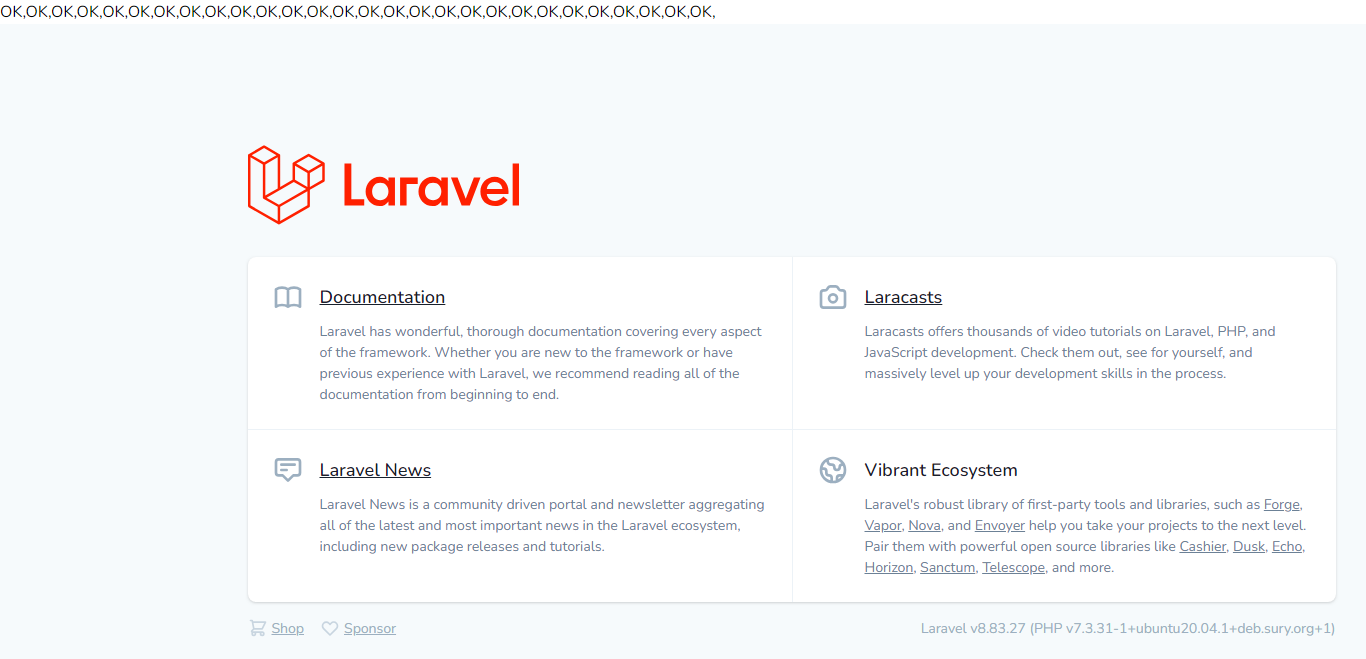 OK,OK,OK,OK,OK,OK,OK,OK,OK,OK,OK,OK,OK,OK,OK,OK,OK,OK,OK,OK,OK,OK,OK,OK,OK,OK,OK,OK,
Laravel
Documentation
Laravel has wonderful, thorough documentation covering every aspect
of the framework. Whether you are new to the framework or have
previous experience with Laravel, we recommend reading all of the
documentation from beginning to end.
Laracasts
Laracasts offers thousands of video tutorials on Laravel, PHP, and
JavaScript development. Check them out, see for yourself, and
massively level up your development skills in the process.
Laravel News
Laravel News is a community driven portal and newsletter aggregating
all of the latest and most important news in the Laravel ecosystem,
including new package releases and tutorials.
Vibrant Ecosystem
Laravel's robust library of first-party tools and libraries, such as Forge,
Vapor, Nova, and Envoyer help you take your projects to the next level.
Pair them with powerful open source libraries like Cashier, Dusk, Echo,
Horizon, Sanctum, Telescope, and more.
Shop
Sponsor
Laravel v8.83.27 (PHP v7.3.31-1+ubuntu20.04.1+deb.sury.org+1)